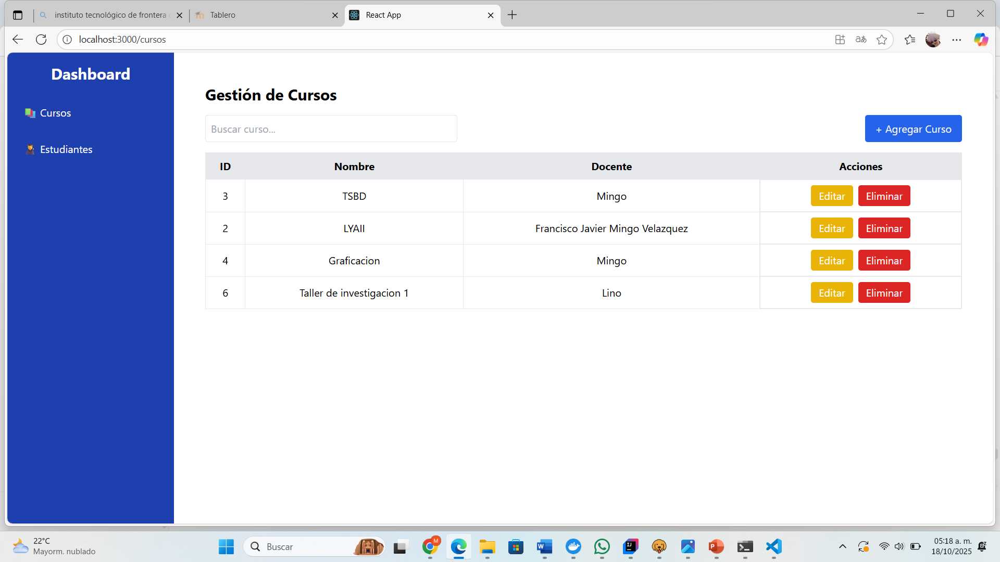 instituto tecnológico de frontera
Tablero
React App
localhost:3000/cursos
Dashboard
Cursos
Estudiantes
Gestión de Cursos
Buscar curso...
+ Agregar Curso
ID Nombre Docente Acciones
3 TSBD Mingo Editar Eliminar
2 LYAII Francisco Javier Mingo Velazquez Editar Eliminar
4 Graficacion Mingo Editar Eliminar
6 Taller de investigacion 1 Lino Editar Eliminar
22°C
Mayorm. nublado
Buscar
05:18 a. m.
18/10/2025